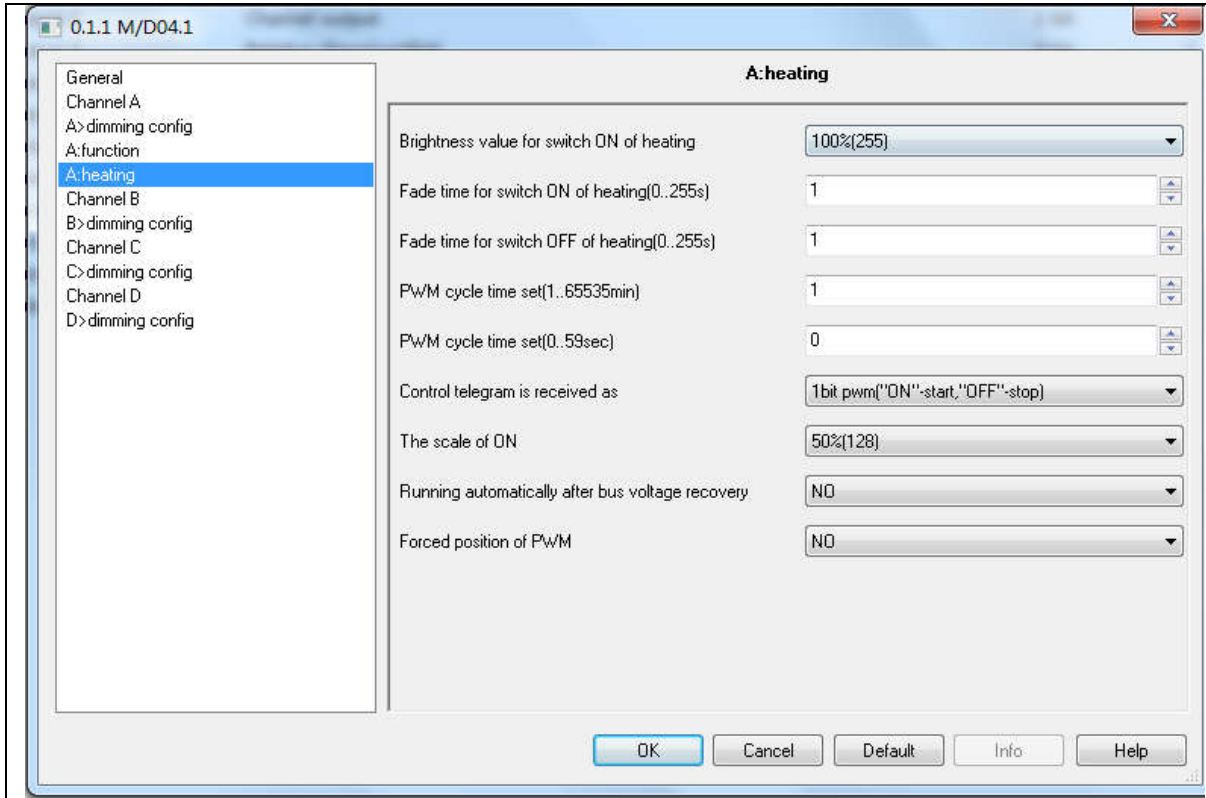 0.1.1 M/D04.1
General
Channel A
A>dimming config
A:function
A:heating
Channel B
B>dimming config
Channel C
C>dimming config
Channel D
D>dimming config
A:heating
Brightness value for switch ON of heating 100%(255)
Fade time for switch ON of heating(0..255s) 1
Fade time for switch OFF of heating(0..255s) 1
PWM cycle time set(1..65535min) 1
PWM cycle time set(0..59sec) 0
Control telegram is received as 1bit pwm("ON"-start,"OFF"-stop)
The scale of ON 50%(128)
Running automatically after bus voltage recovery NO
Forced position of PWM NO
OK Cancel Default Info Help